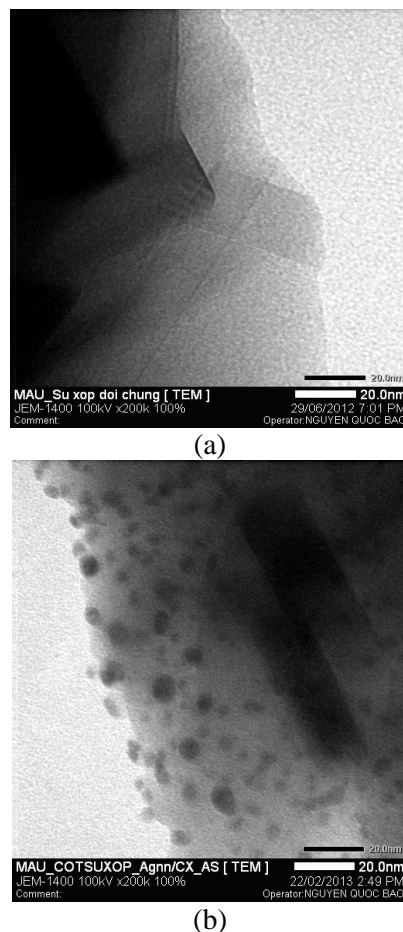 20.0nm
MAU_Su xop doi chung [ TEM ]
20.0nm
JEM-1400 100kV x200k 100%
29/06/2012 7:01 PM
Comment:
Operator:NGUYEN QUOC BAO
(a)
20.0nm
MAU_COTSUXOP_Agnn/CX_AS [ TEM ]
20.0nm
JEM-1400 100kV x200k 100%
22/02/2013 2:49 PM
Comment:
Operator:NGUYEN QUOC BAO
(b)